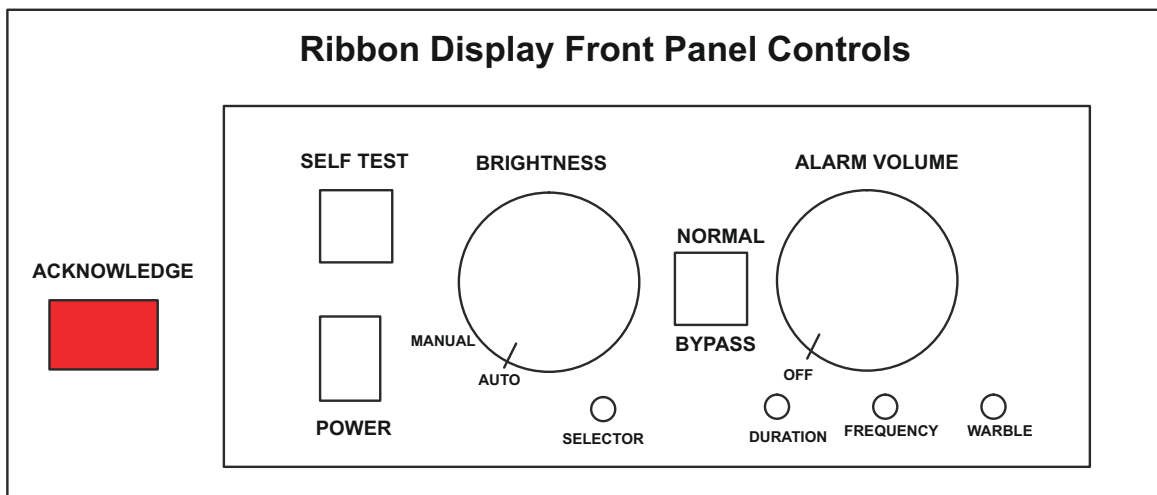 Ribbon Display Front Panel Controls
SELF TEST
BRIGHTNESS
ALARM VOLUME
NORMAL
ACKNOWLEDGE
MANUAL
BYPASS
AUTO
OFF
POWER
SELECTOR
DURATION
FREQUENCY
WARBLE